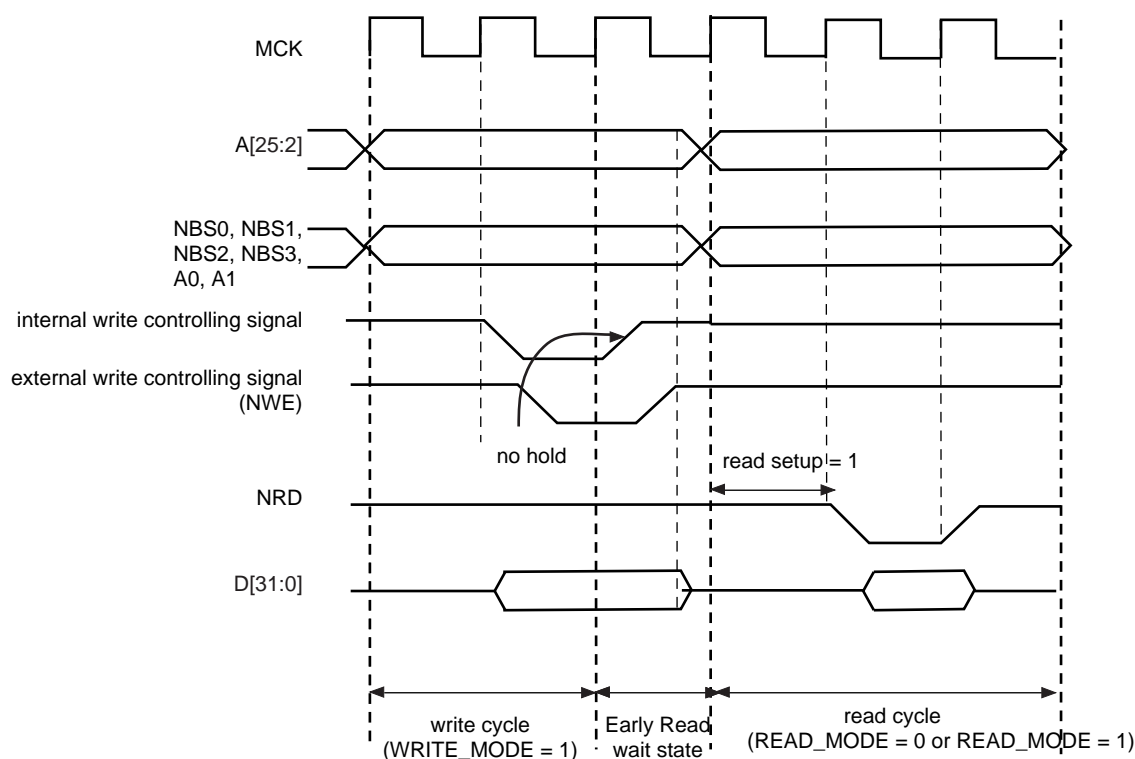 MCK
A[25:2]
NBS0, NBS1,
NBS2, NBS3,
A0, A1
internal write controlling signal
external write controlling signal
(NWE)
no hold
read setup = 1
NRD
D[31:0]
write cycle
(WRITE_MODE = 1)
Early Read
wait state
read cycle
(READ_MODE = 0 or READ_MODE = 1)